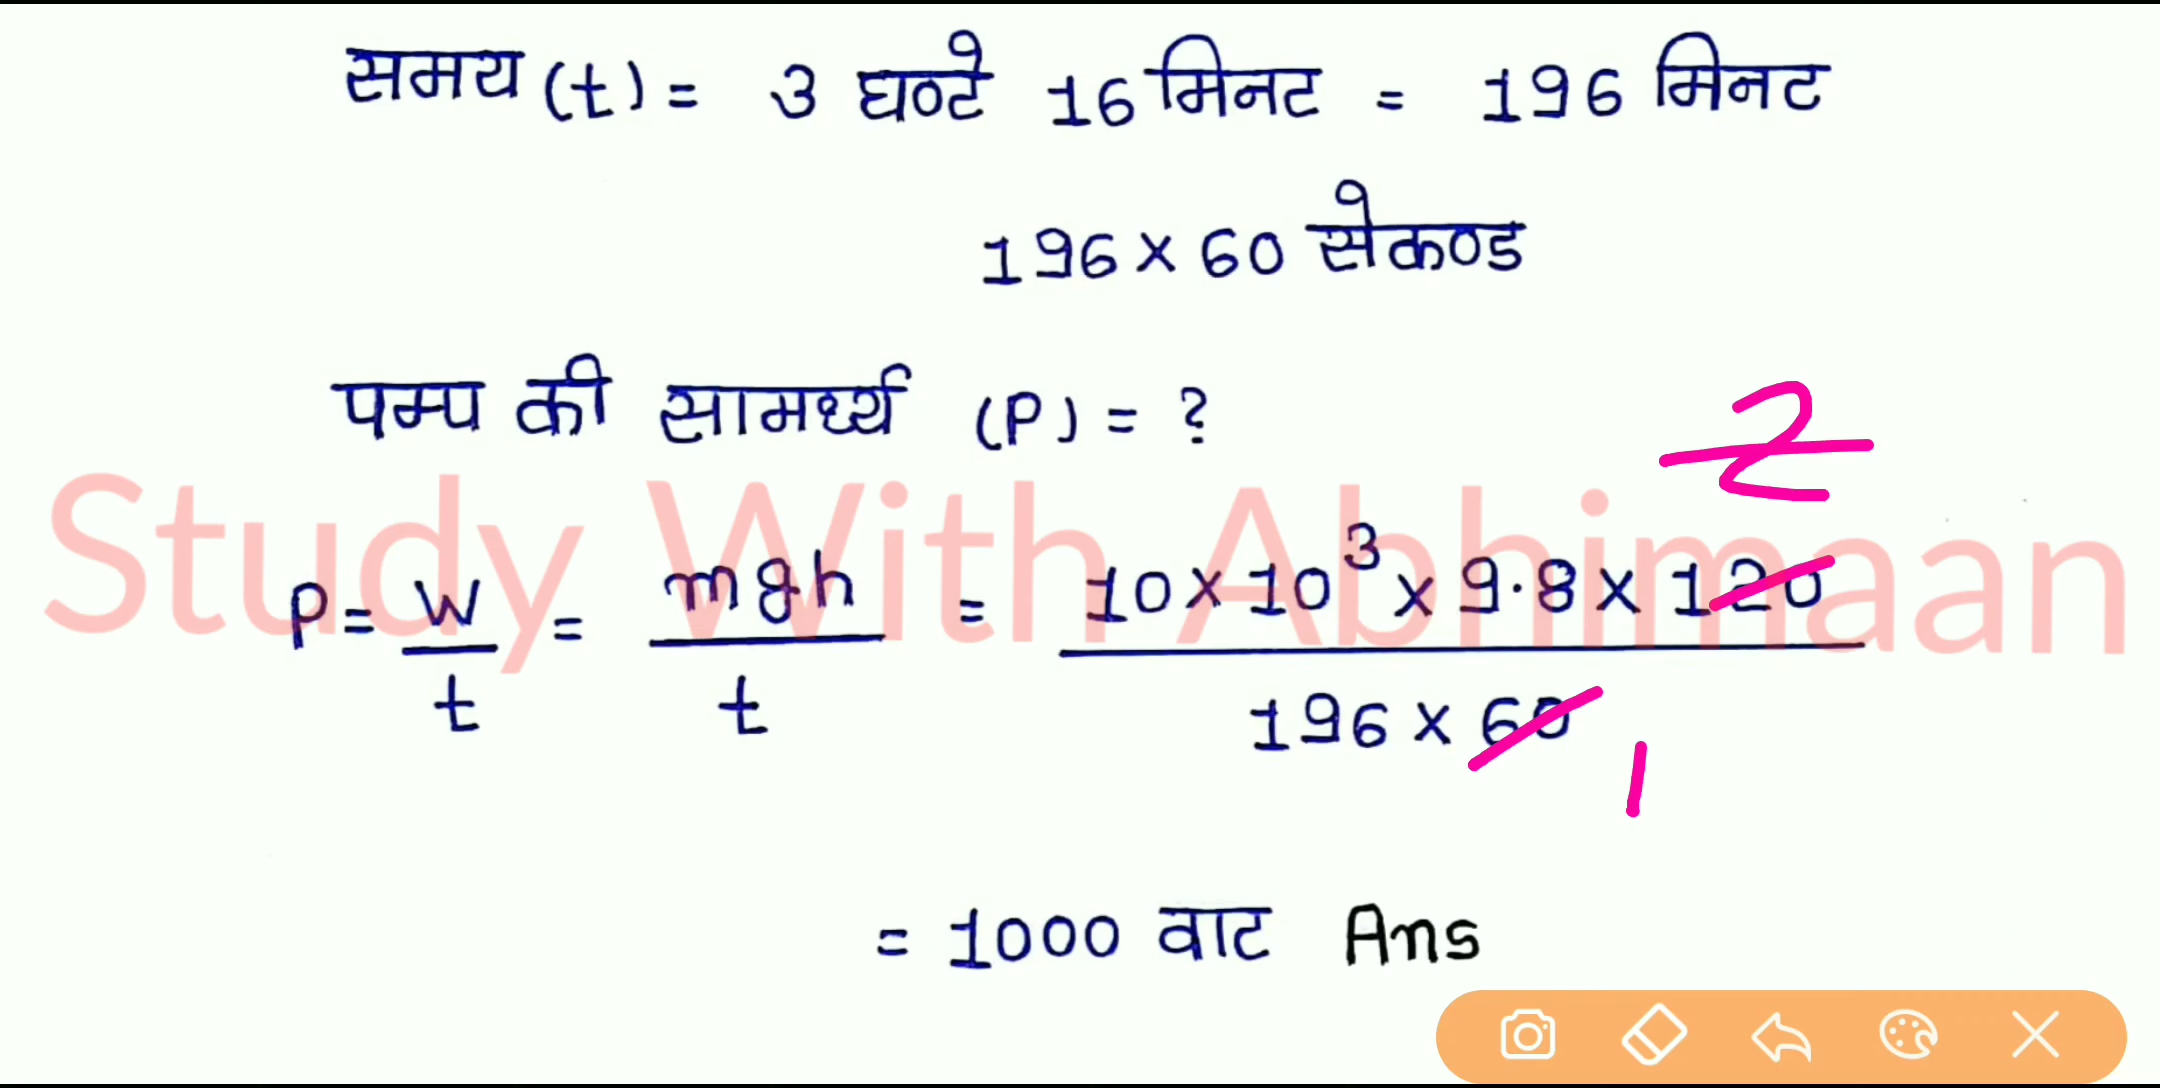 समय (t) = 3 घण्टे 16 मिनट = 196 मिनट
196 × 60 सेकण्ड
पम्प की सामर्थ्य (P) = ?
2
Study With Abhimaan
P = W/t = mgh/t = 10 × 10³ × 9.8 × 120 / 196 × 60
1
= 1000 वाट Ans